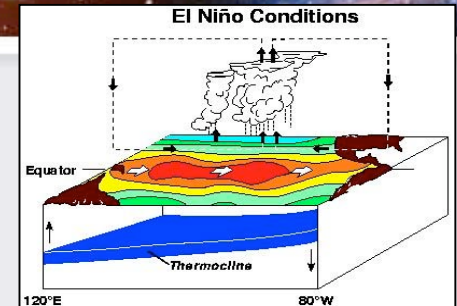 El Niño Conditions
Equator
Thermocline
120°E
80°W